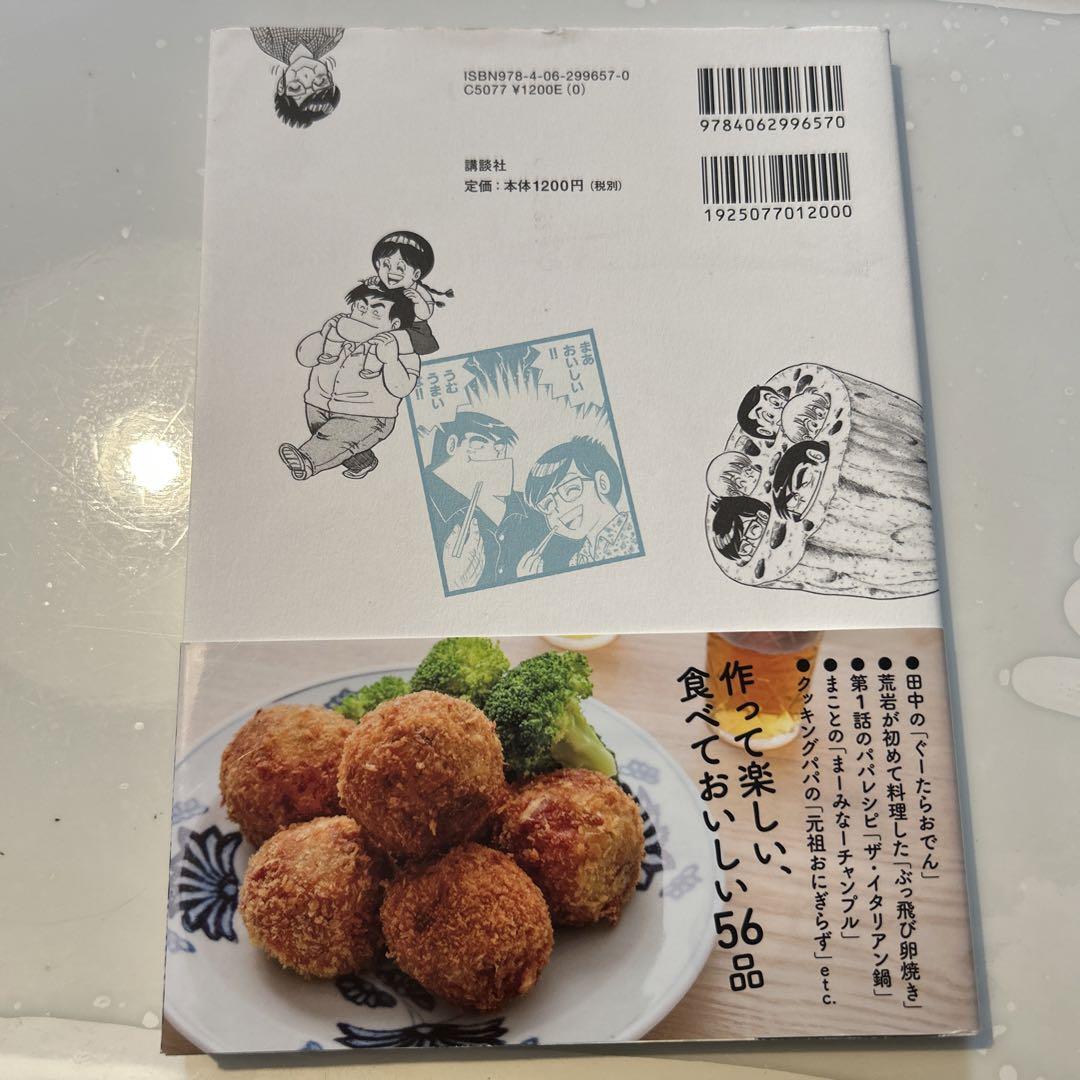 ISBN978-4-06-299657-0
C5077 ¥1200E (0)
9784062996570
講談社
定価:本体1200円(税別)
1925077012000
まあ
おいしい
!!
うむ
うまい
●田中の「ぐーたらおでん」
●荒岩が初めて料理した「ぶっ飛び卵焼き」
●第1話のパパレシピ「ザ・イタリアン鍋」
●まことの「まーみなーチャンプル」
●クッキングパパの「元祖おにぎらず」etc.
作って楽しい、
食べておいしい56品